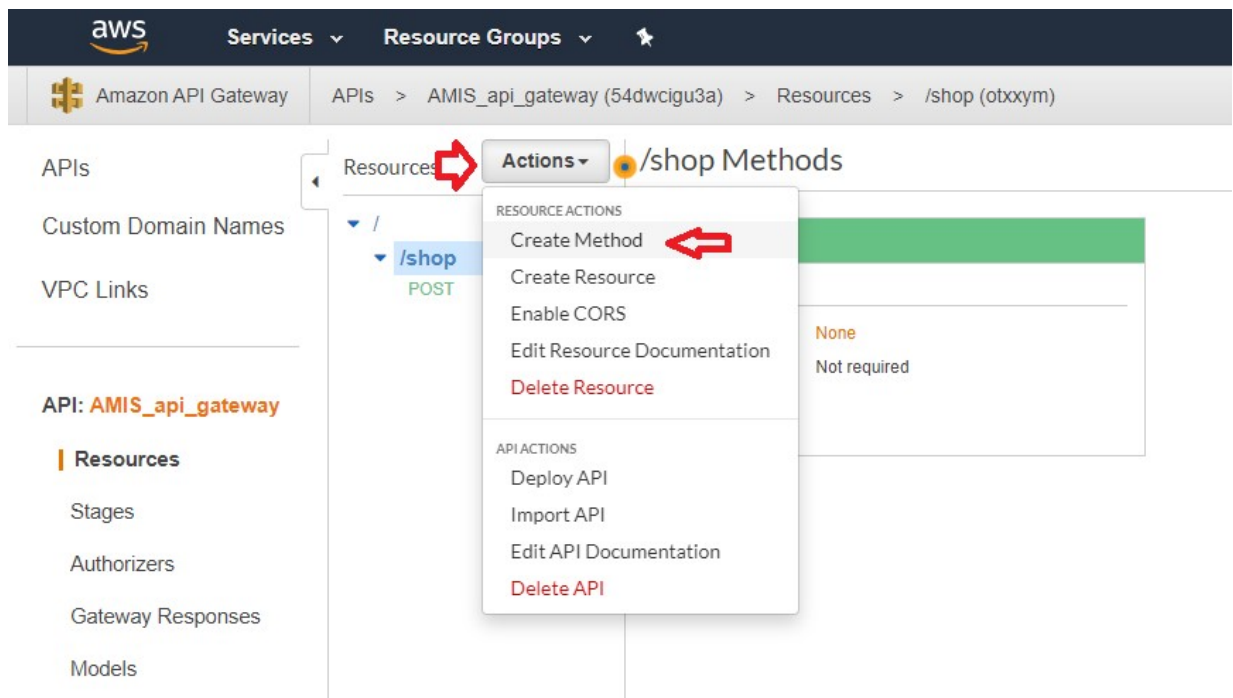 aws
Services
Resource Groups
Amazon API Gateway
APIs > AMIS_api_gateway (54dwcigu3a) > Resources > /shop (otxxym)
APIs
Custom Domain Names
VPC Links
API: AMIS_api_gateway
Resources
Stages
Authorizers
Gateway Responses
Models
Resources
Actions
/
/shop
POST
RESOURCE ACTIONS
Create Method
Create Resource
Enable CORS
Edit Resource Documentation
Delete Resource
API ACTIONS
Deploy API
Import API
Edit API Documentation
Delete API
/shop Methods
None
Not required